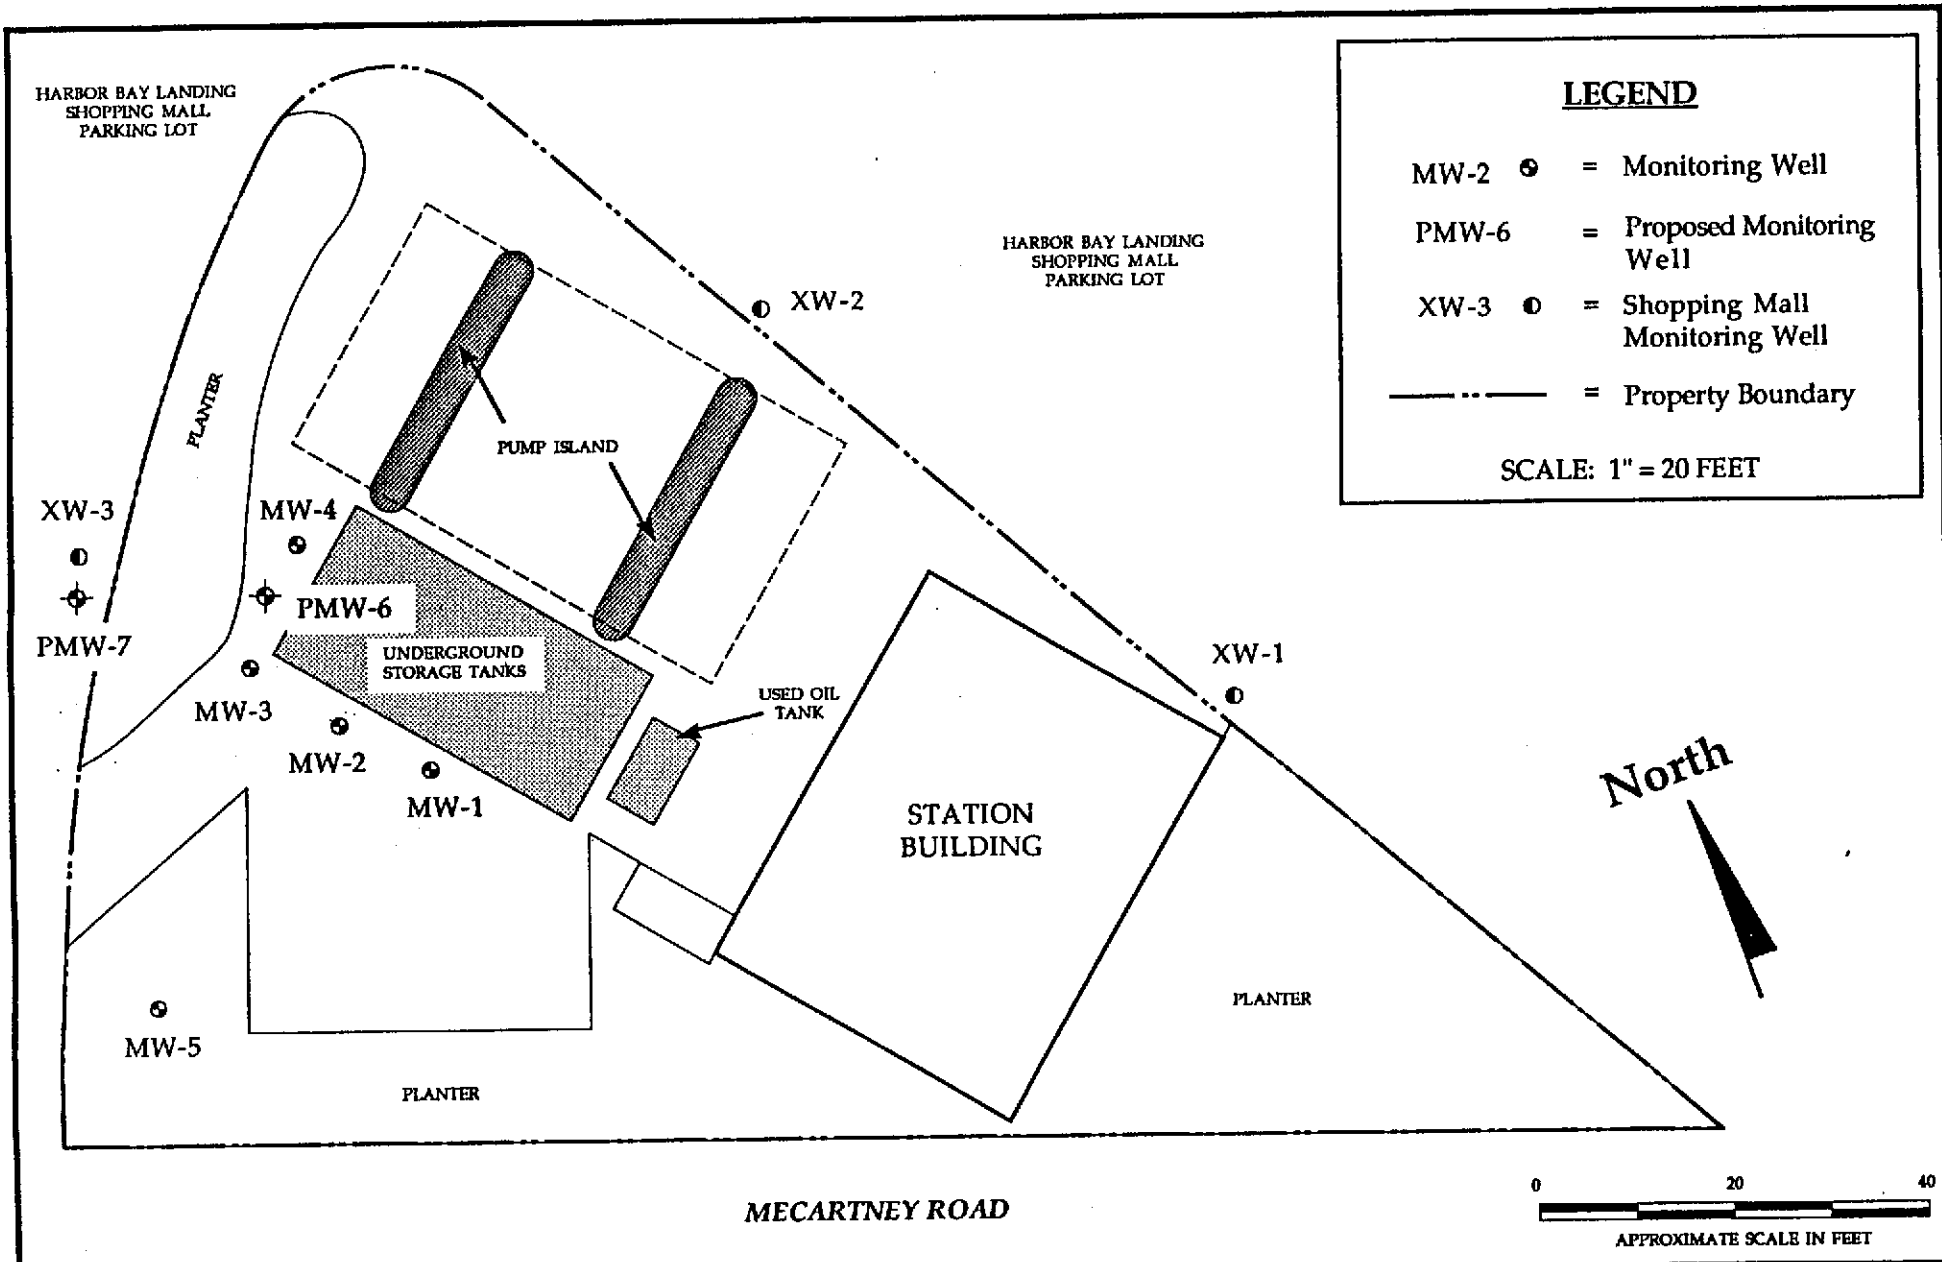 HARBOR BAY LANDING
SHOPPING MALL
PARKING LOT
LEGEND
MW-2 = Monitoring Well
PMW-6 = Proposed Monitoring
Well
XW-3 = Shopping Mall
Monitoring Well
= Property Boundary
SCALE: 1" = 20 FEET
HARBOR BAY LANDING
SHOPPING MALL
PARKING LOT
XW-2
PLANTER
PUMP ISLAND
XW-3
MW-4
PMW-6
PMW-7
UNDERGROUND
STORAGE TANKS
XW-1
USED OIL
TANK
MW-3
MW-2
MW-1
North
STATION
BUILDING
PLANTER
MW-5
PLANTER
MECARTNEY ROAD
0 20 40
APPROXIMATE SCALE IN FEET